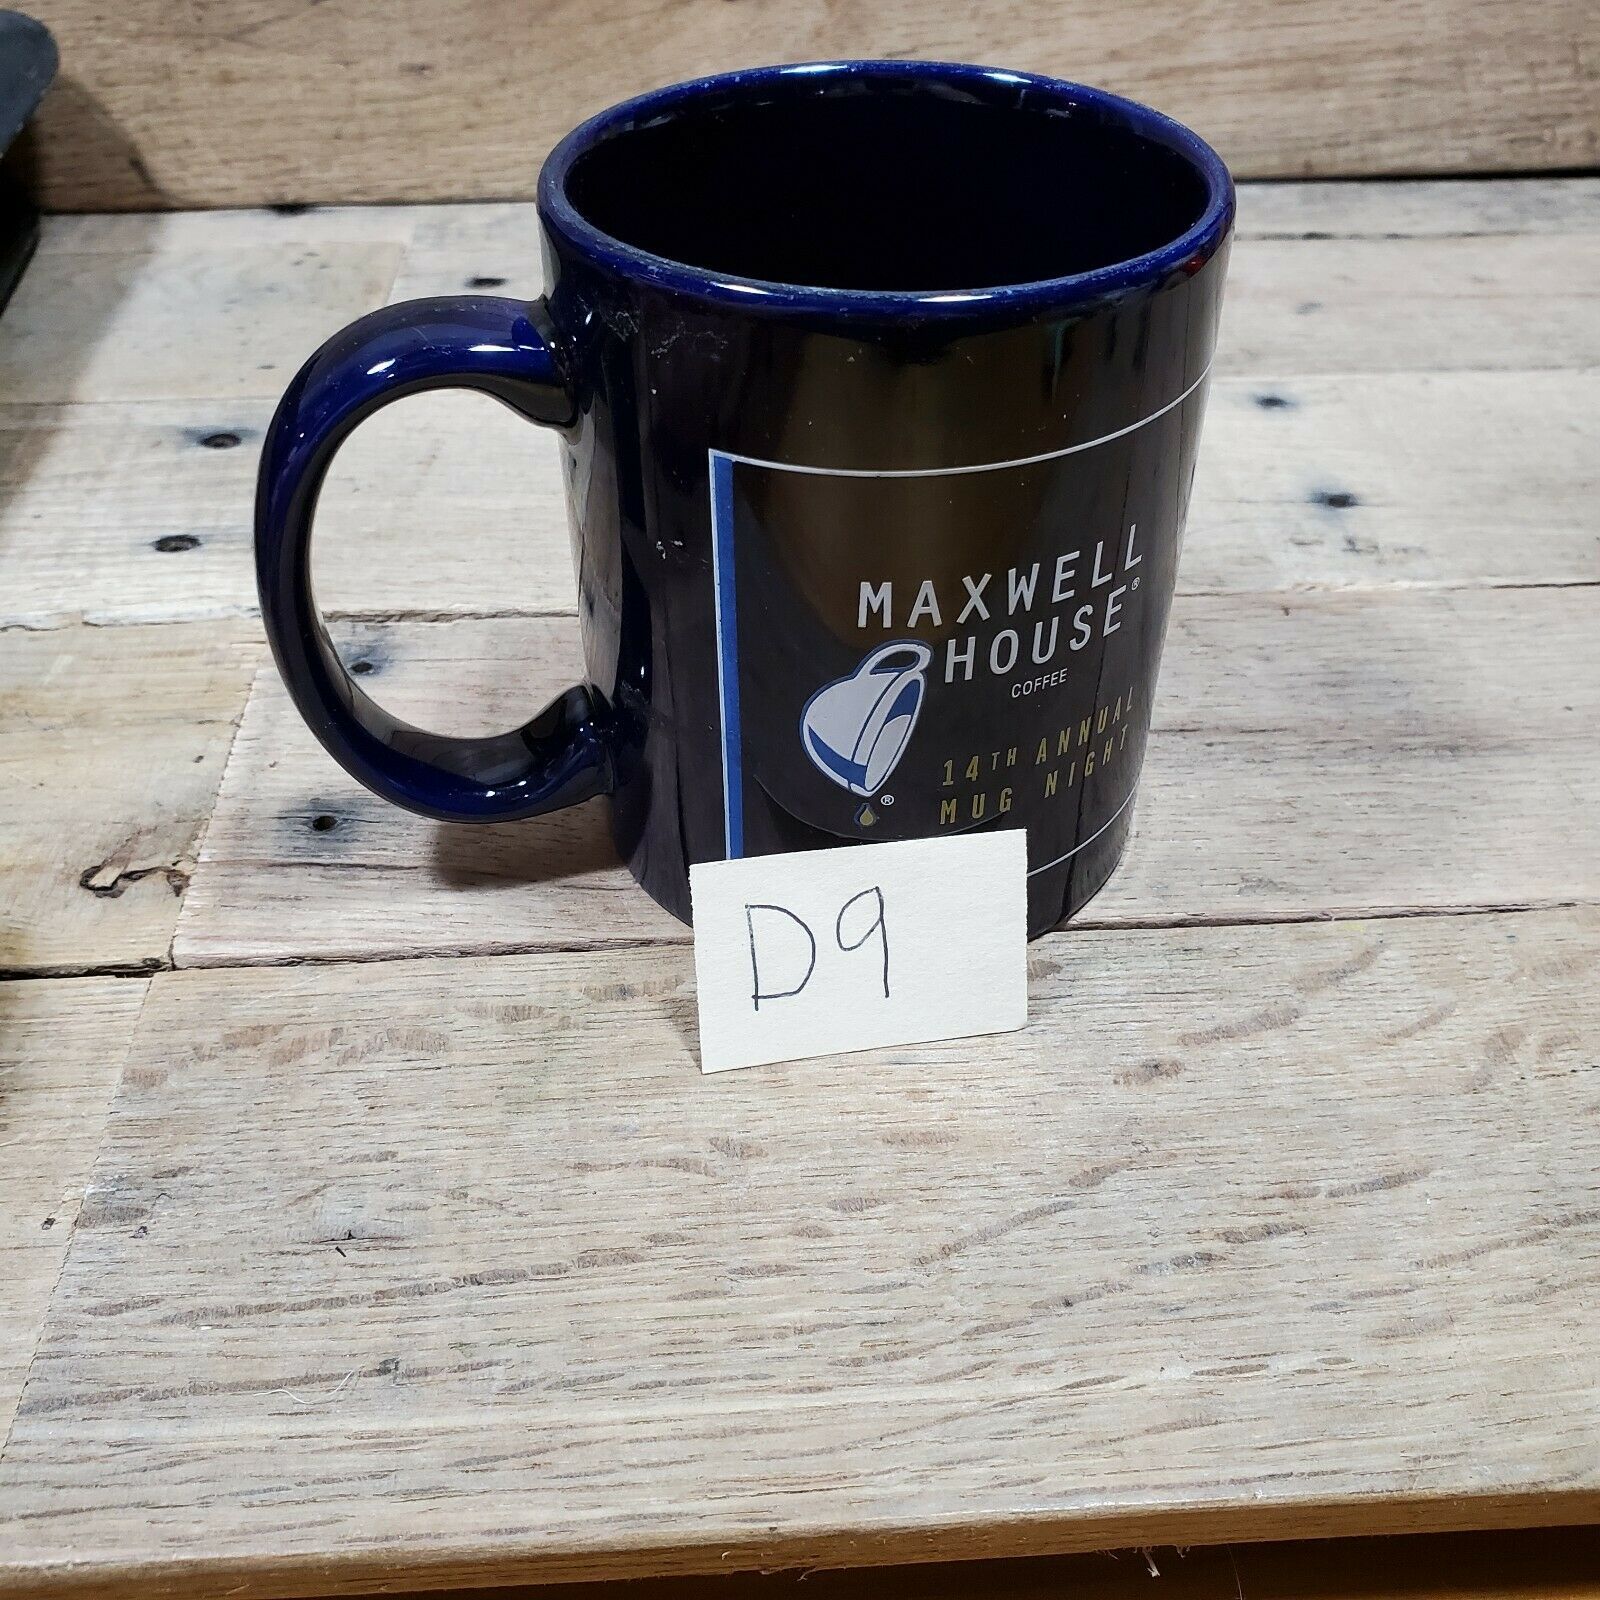 MAXWELL
HOUSE®
COFFEE
14TH ANNUAL
MUG NIGHT
®
D9